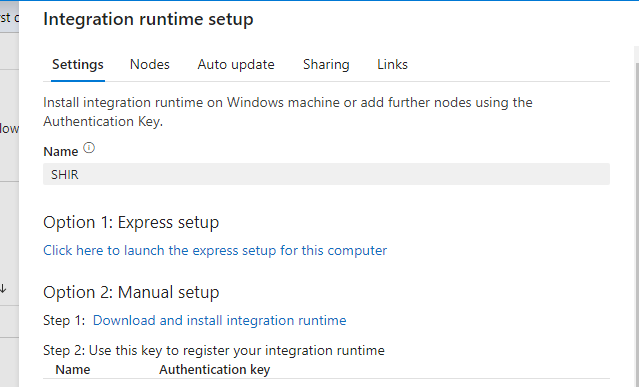 Integration runtime setup
rst c
Settings Nodes Auto update Sharing Links
Install integration runtime on Windows machine or add further nodes using the
Authentication Key.
low
Name
SHIR
Option 1: Express setup
Click here to launch the express setup for this computer
Option 2: Manual setup
Step 1: Download and install integration runtime
Step 2: Use this key to register your integration runtime
Name Authentication key